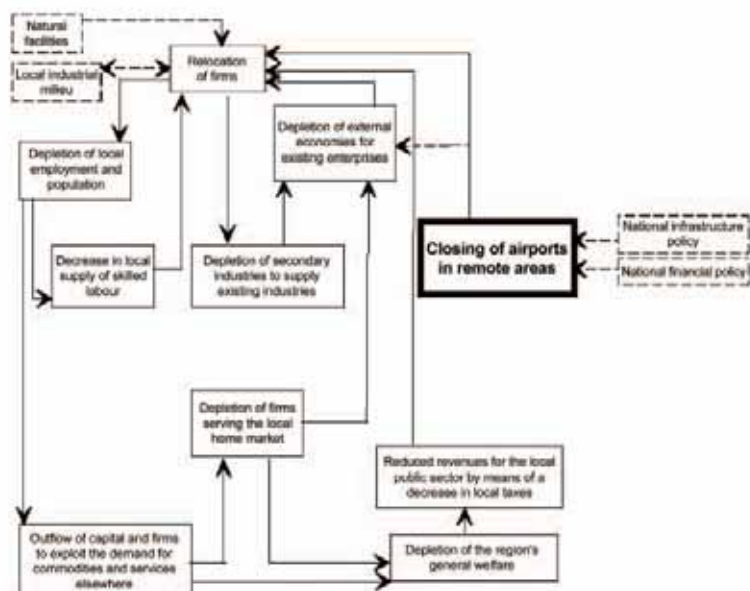 Natural
facilities
Local industrial
milieu
Relocation
of firms
Depletion of external
economies for
existing enterprises
Depletion of local
employment and
population
Closing of airports
in remote areas
National infrastructure
policy
National financial policy
Decrease in local
supply of skilled
labour
Depletion of secondary
industries to supply
existing industries
Depletion of firms
serving the local
home market
Reduced revenues for the local
public sector by means of a
decrease in local taxes
Outflow of capital and firms
to exploit the demand for
commodities and services
elsewhere
Depletion of the region's
general welfare